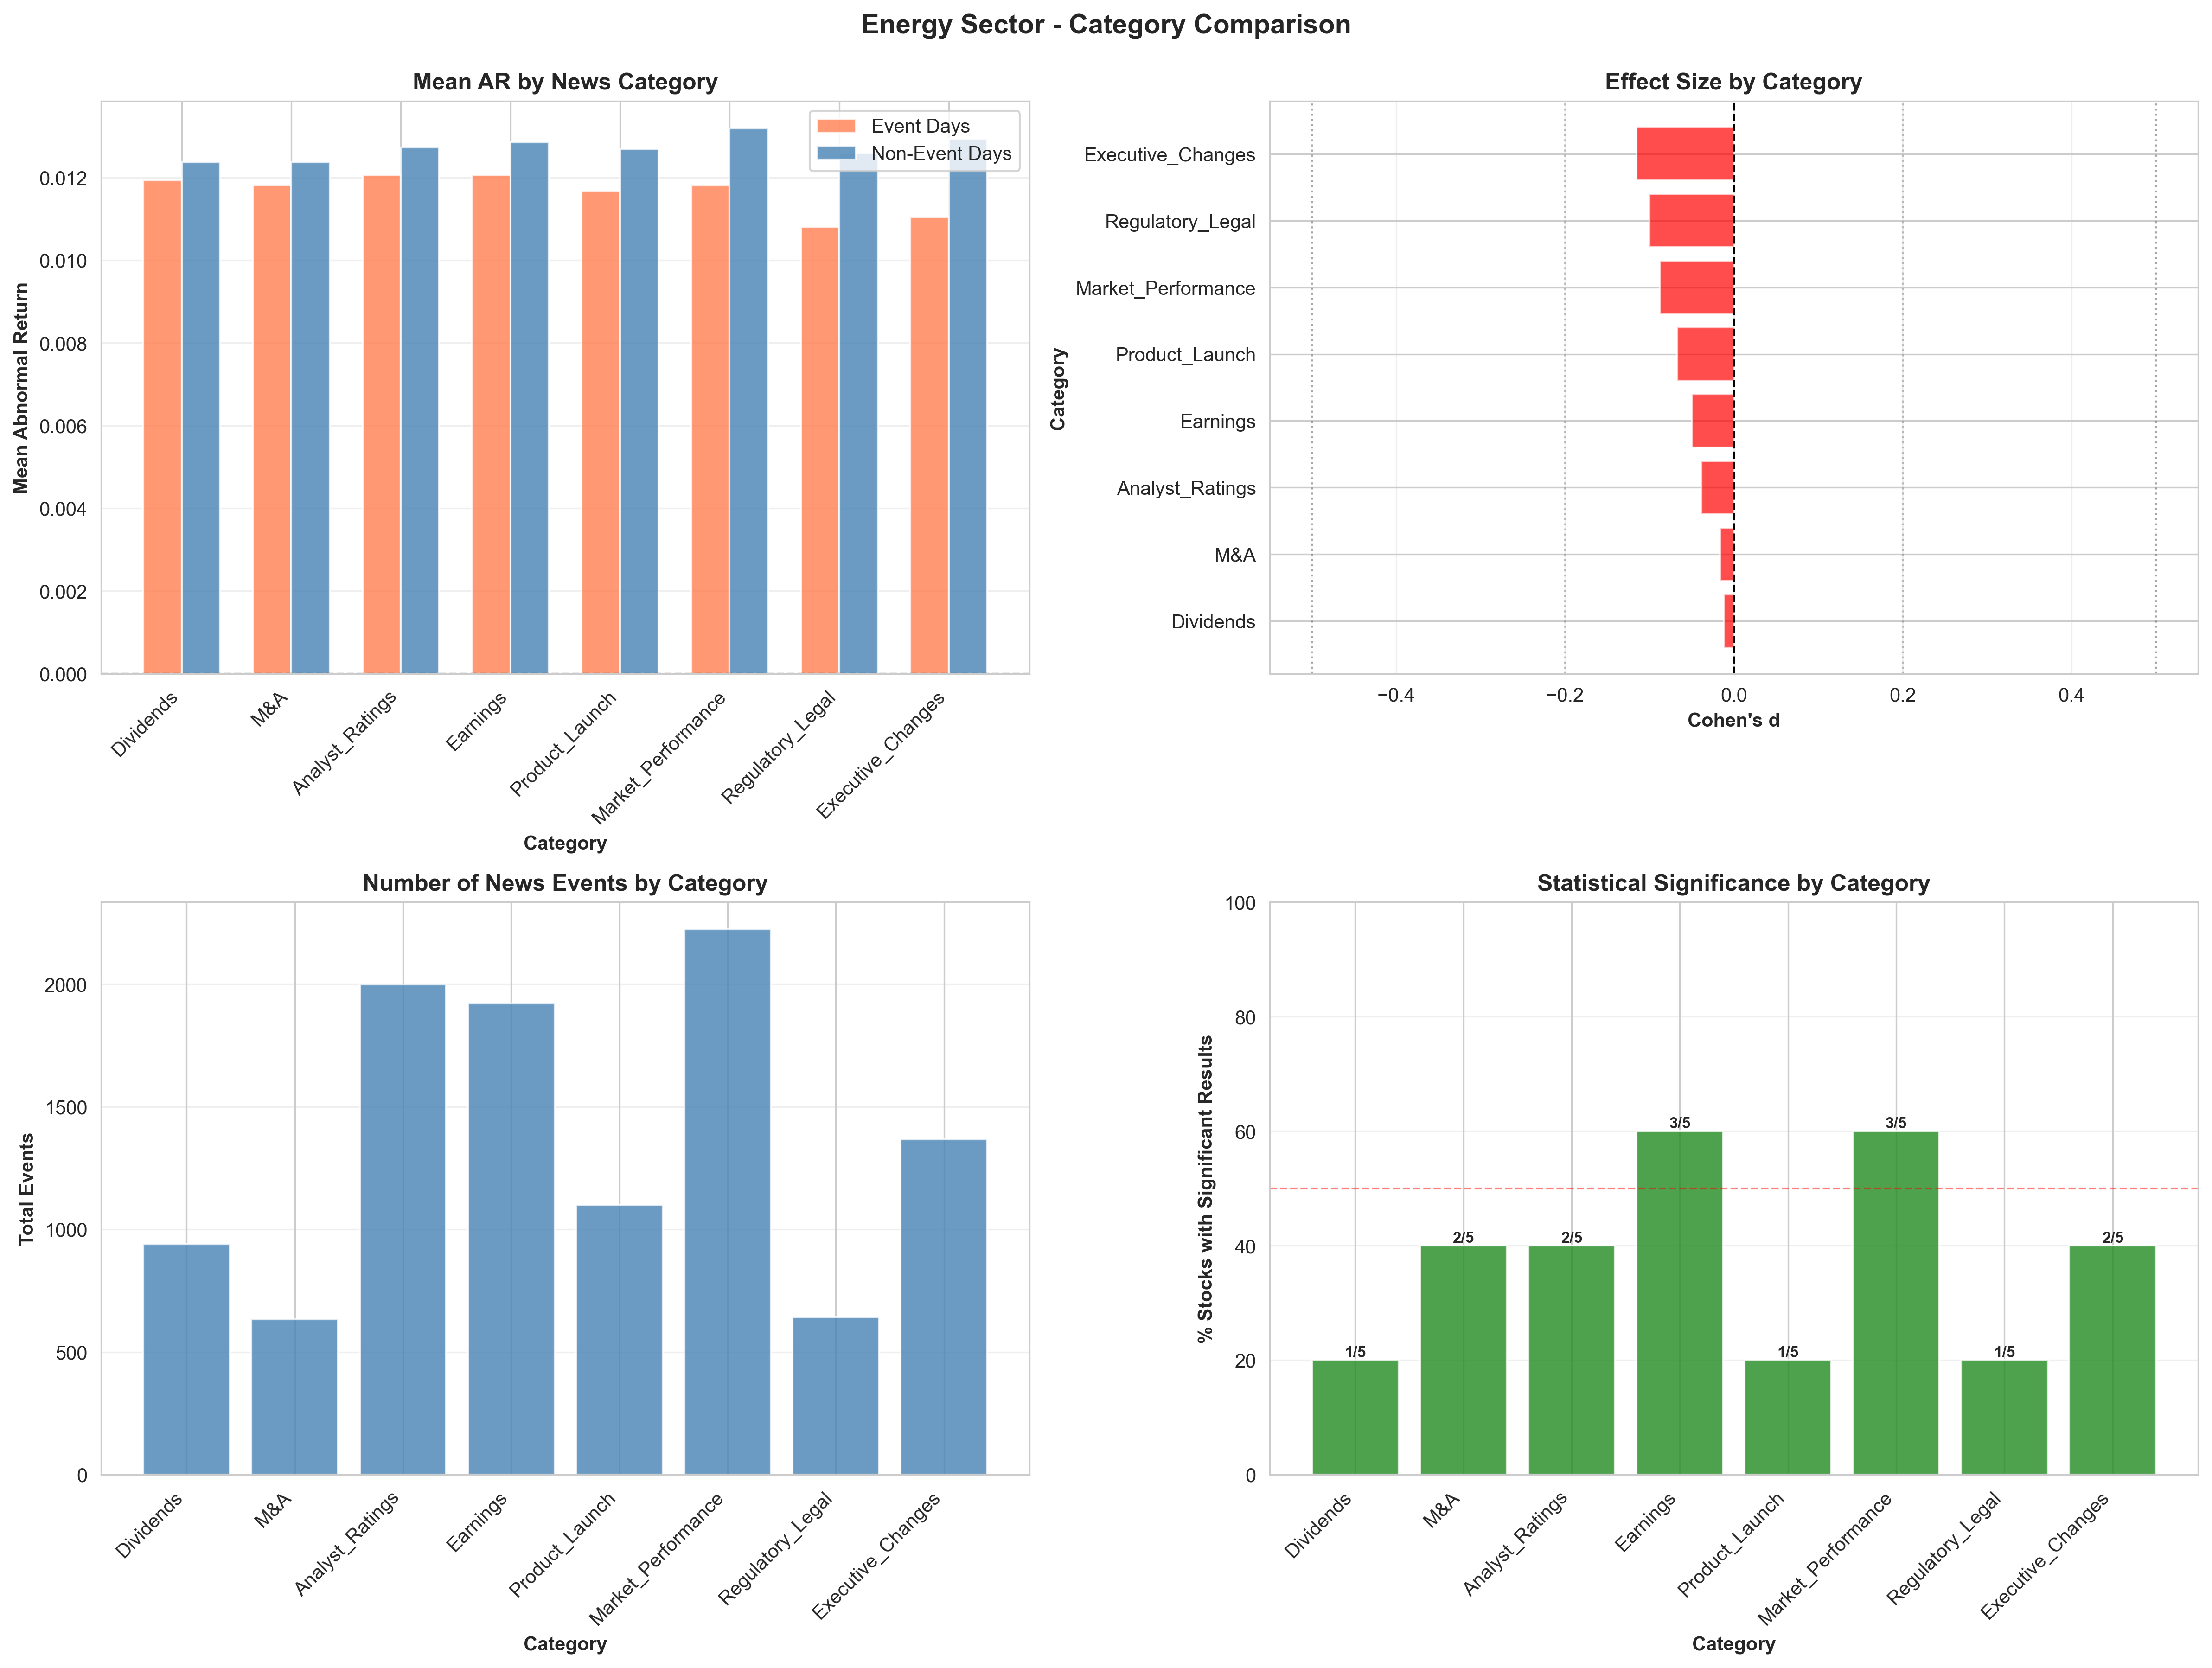 Energy Sector - Category Comparison
Mean AR by News Category
Event Days
Non-Event Days
0.012
0.010
0.008
0.006
0.004
0.002
0.000
Mean Abnormal Return
Dividends
M&A
Analyst_Ratings
Earnings
Product_Launch
Market_Performance
Regulatory_Legal
Executive_Changes
Category
Effect Size by Category
Category
Executive_Changes
Regulatory_Legal
Market_Performance
Product_Launch
Earnings
Analyst_Ratings
M&A
Dividends
−0.4
−0.2
0.0
0.2
0.4
Cohen's d
Number of News Events by Category
2000
1500
1000
500
0
Total Events
Dividends
M&A
Analyst_Ratings
Earnings
Product_Launch
Market_Performance
Regulatory_Legal
Executive_Changes
Category
Statistical Significance by Category
100
80
60
40
20
0
% Stocks with Significant Results
1/5
2/5
2/5
3/5
1/5
3/5
1/5
2/5
Dividends
M&A
Analyst_Ratings
Earnings
Product_Launch
Market_Performance
Regulatory_Legal
Executive_Changes
Category